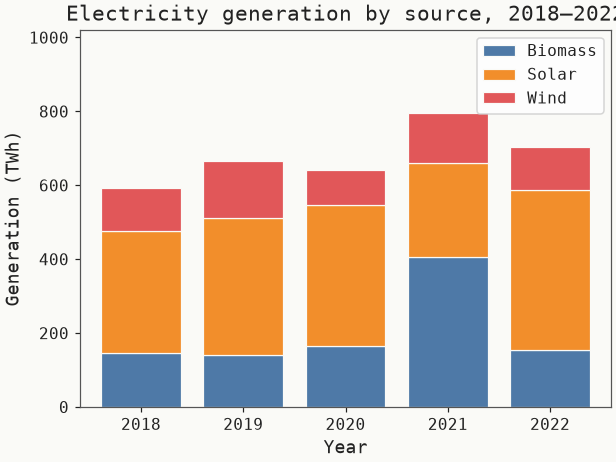 Electricity generation by source, 2018–2022
1000
800
600
400
200
0
Generation (TWh)
Biomass
Solar
Wind
2018 2019 2020 2021 2022
Year